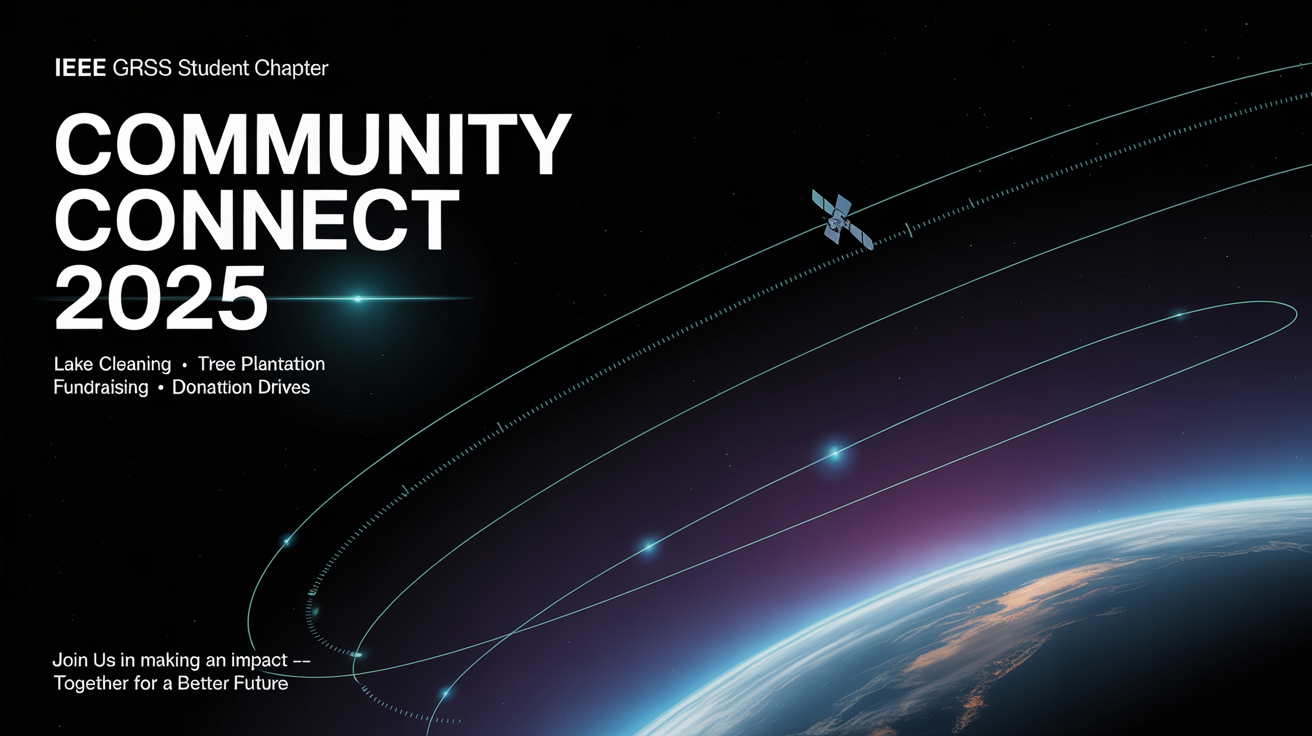 IEEE GRSS Student Chapter
COMMUNITY
CONNECT
2025
Lake Cleaning • Tree Plantation
Fundraising • Donattion Drives
Join Us in making an impact --
Together for a Better Future